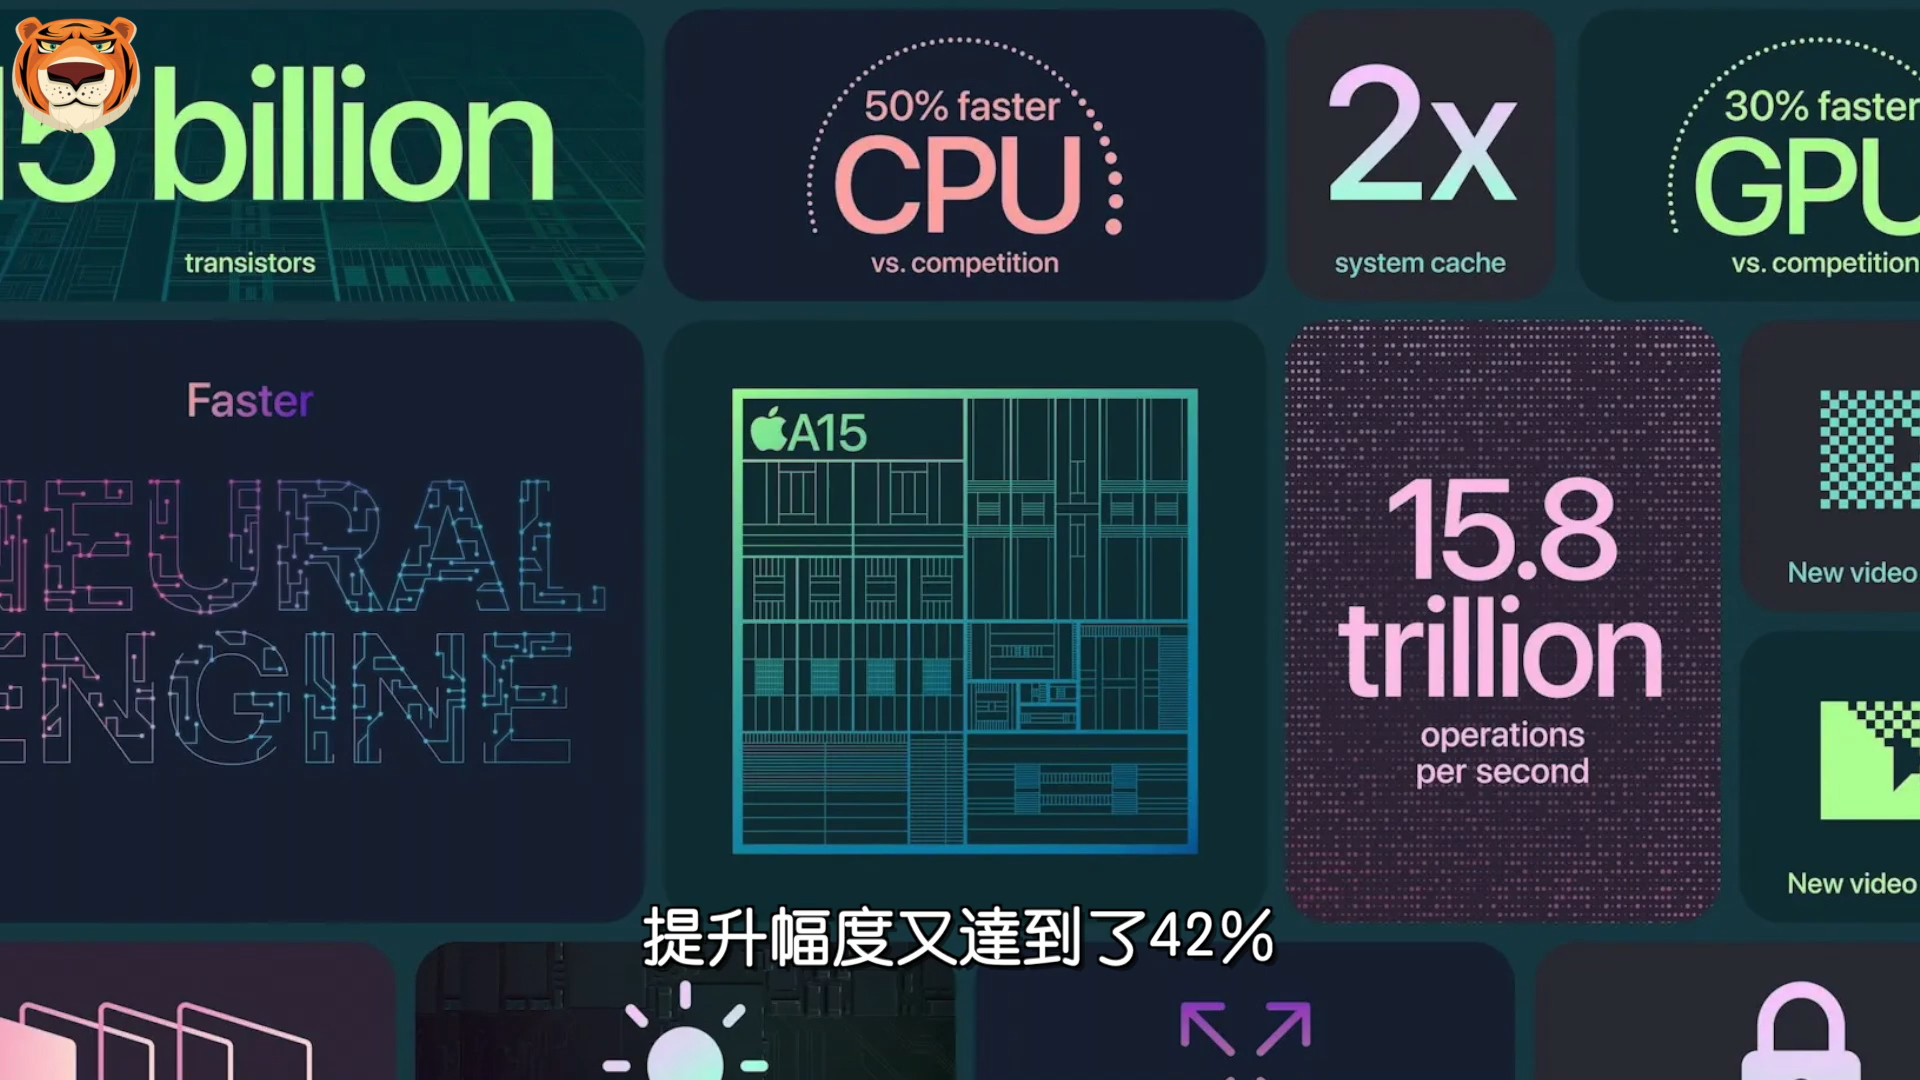 15 billion
transistors
50% faster
CPU
vs. competition
2x
system cache
30% faster
GPU
vs. competition
Faster
NEURAL
ENGINE
A15
15.8
trillion
operations
per second
New video
New video
提升幅度又達到了42%